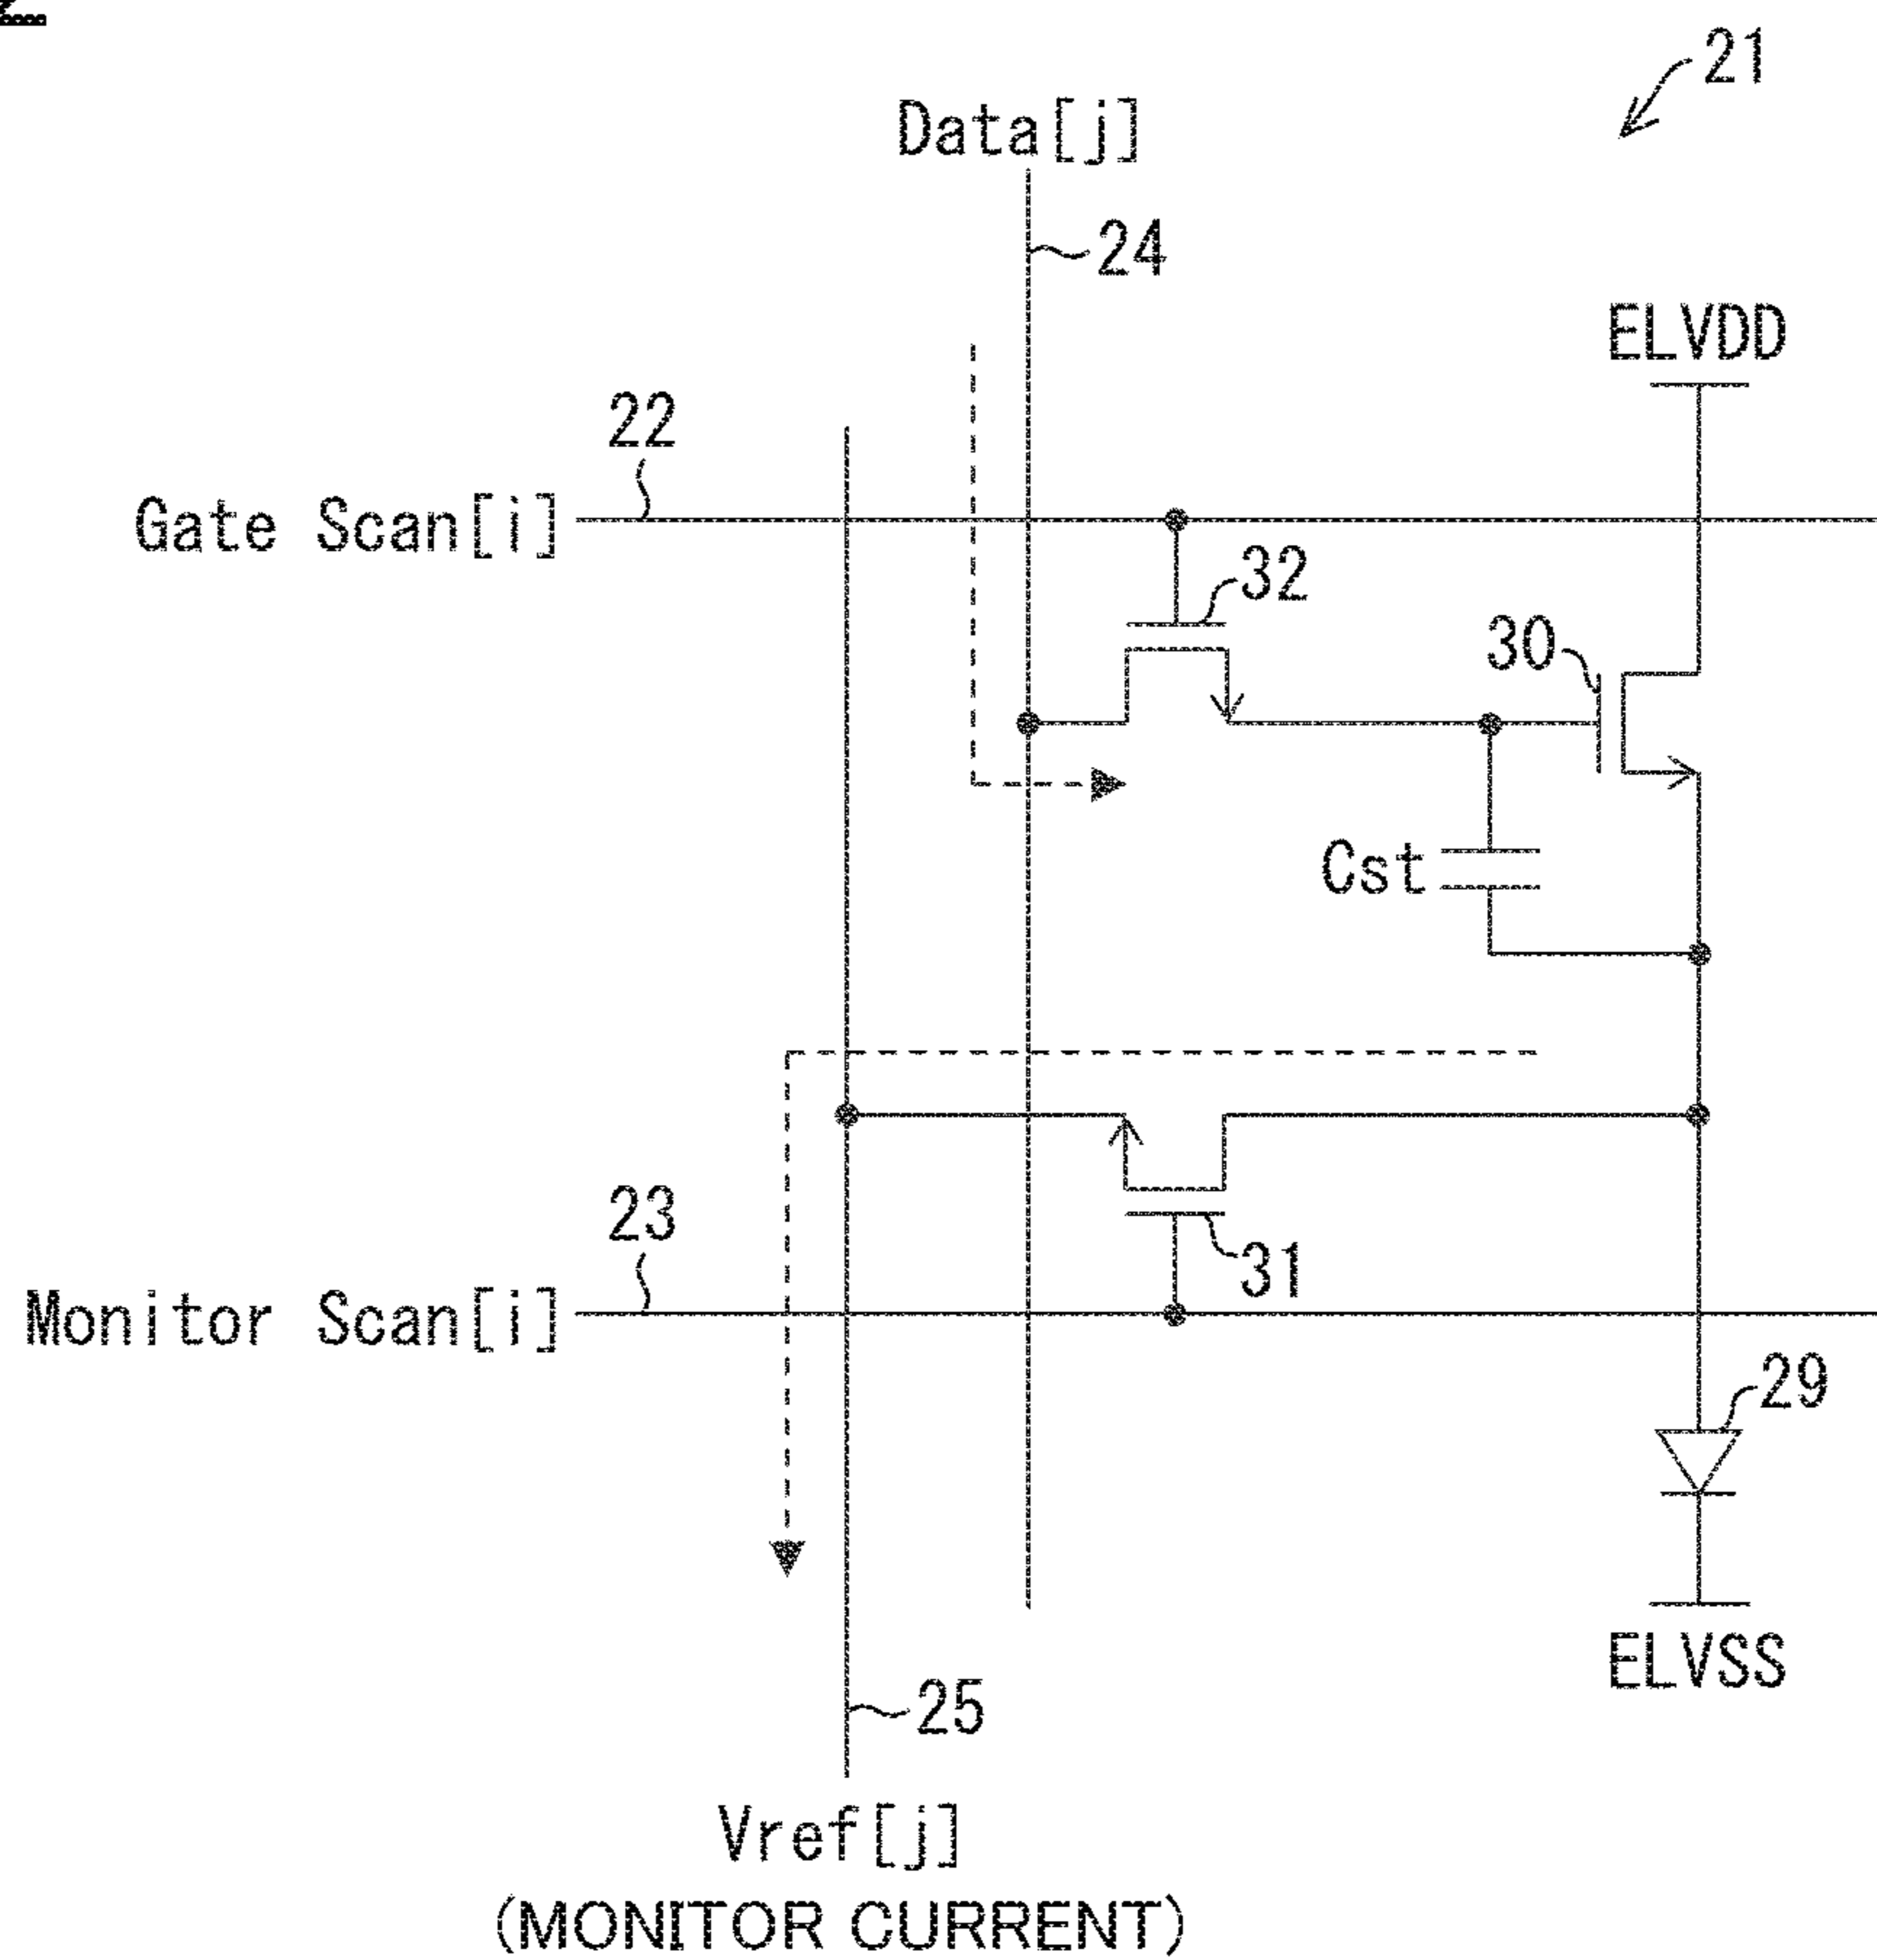 21
Data[j]
24
ELVDD
22
Gate Scan[i]
32
30
Cst
23
31
Monitor Scan[i]
29
ELVSS
25
Vref[j]
(MONITOR CURRENT)